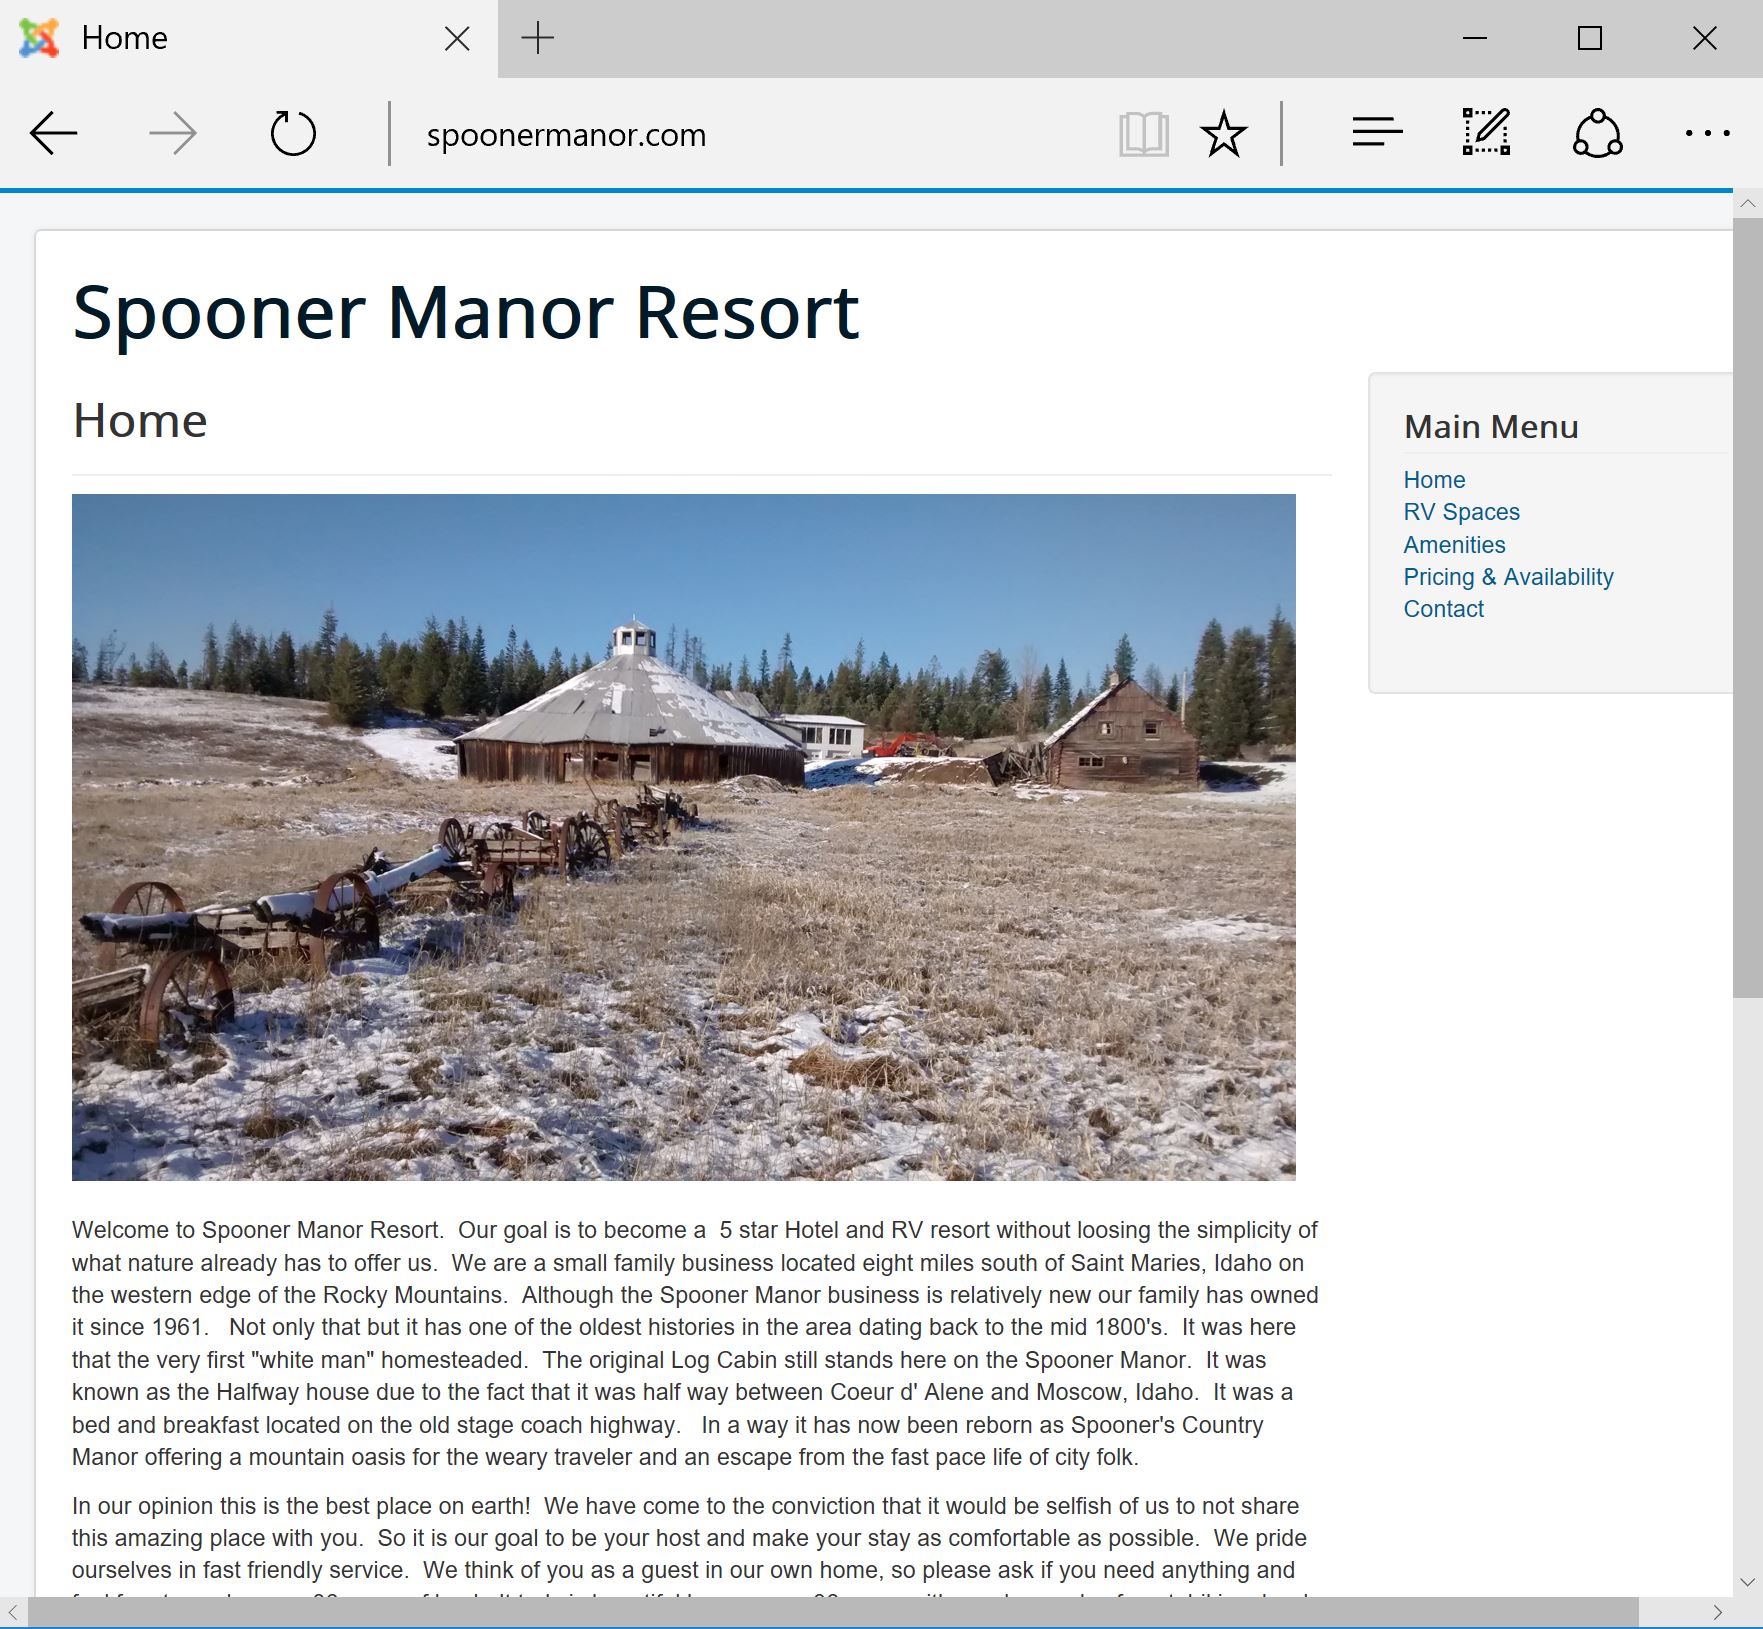 Home
spoonermanor.com
Spooner Manor Resort
Home
Main Menu
Home
RV Spaces
Amenities
Pricing & Availability
Contact
Welcome to Spooner Manor Resort.  Our goal is to become a  5 star Hotel and RV resort without loosing the simplicity of
what nature already has to offer us.  We are a small family business located eight miles south of Saint Maries, Idaho on
the western edge of the Rocky Mountains.  Although the Spooner Manor business is relatively new our family has owned
it since 1961.   Not only that but it has one of the oldest histories in the area dating back to the mid 1800's.  It was here
that the very first "white man" homesteaded.  The original Log Cabin still stands here on the Spooner Manor.  It was
known as the Halfway house due to the fact that it was half way between Coeur d' Alene and Moscow, Idaho.  It was a
bed and breakfast located on the old stage coach highway.   In a way it has now been reborn as Spooner's Country
Manor offering a mountain oasis for the weary traveler and an escape from the fast pace life of city folk.
In our opinion this is the best place on earth!  We have come to the conviction that it would be selfish of us to not share
this amazing place with you.  So it is our goal to be your host and make your stay as comfortable as possible.  We pride
ourselves in fast friendly service.  We think of you as a guest in our own home, so please ask if you need anything and